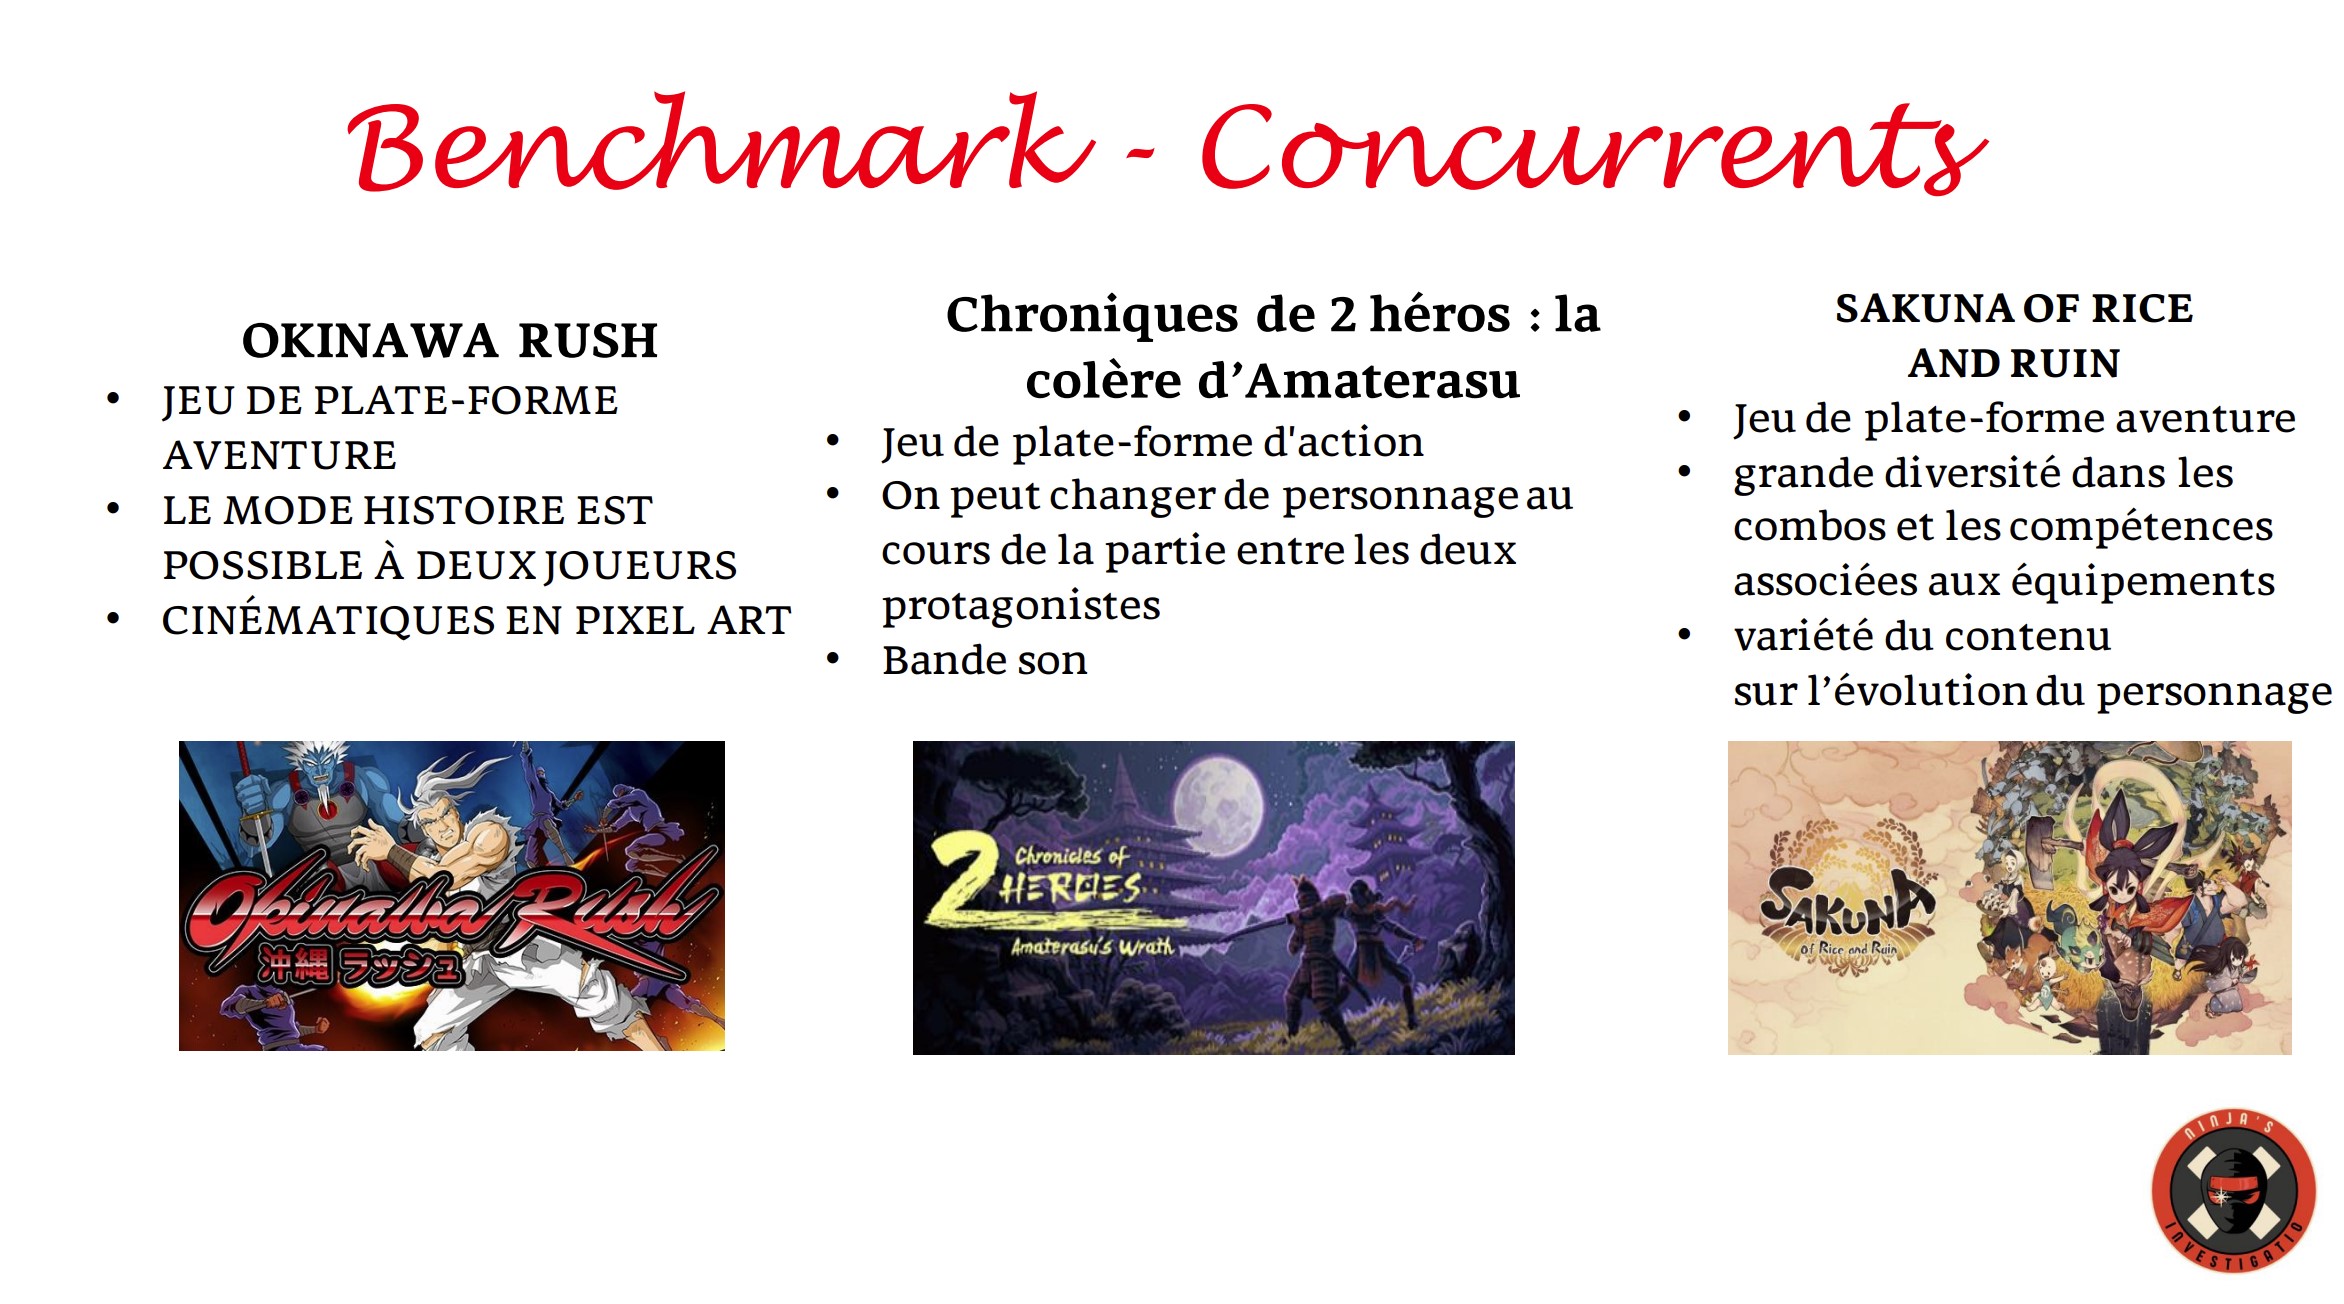 Benchmark - Concurrents
OKINAWA RUSH
• JEU DE PLATE-FORME
AVENTURE
• LE MODE HISTOIRE EST
POSSIBLE À DEUX JOUEURS
• CINÉMATIQUES EN PIXEL ART
Chroniques de 2 héros : la
colère d’Amaterasu
• Jeu de plate-forme d'action
• On peut changer de personnage au
cours de la partie entre les deux
protagonistes
• Bande son
SAKUNA OF RICE
AND RUIN
• Jeu de plate-forme aventure
• grande diversité dans les
combos et les compétences
associées aux équipements
• variété du contenu
sur l’évolution du personnage
Okinawa Rush
沖縄 ラッシュ
2 Chronicles of
HEROES
Amaterasu's Wrath
SAKUNA
Of Rice and Ruin
NINJA'S
INVESTIGATIO